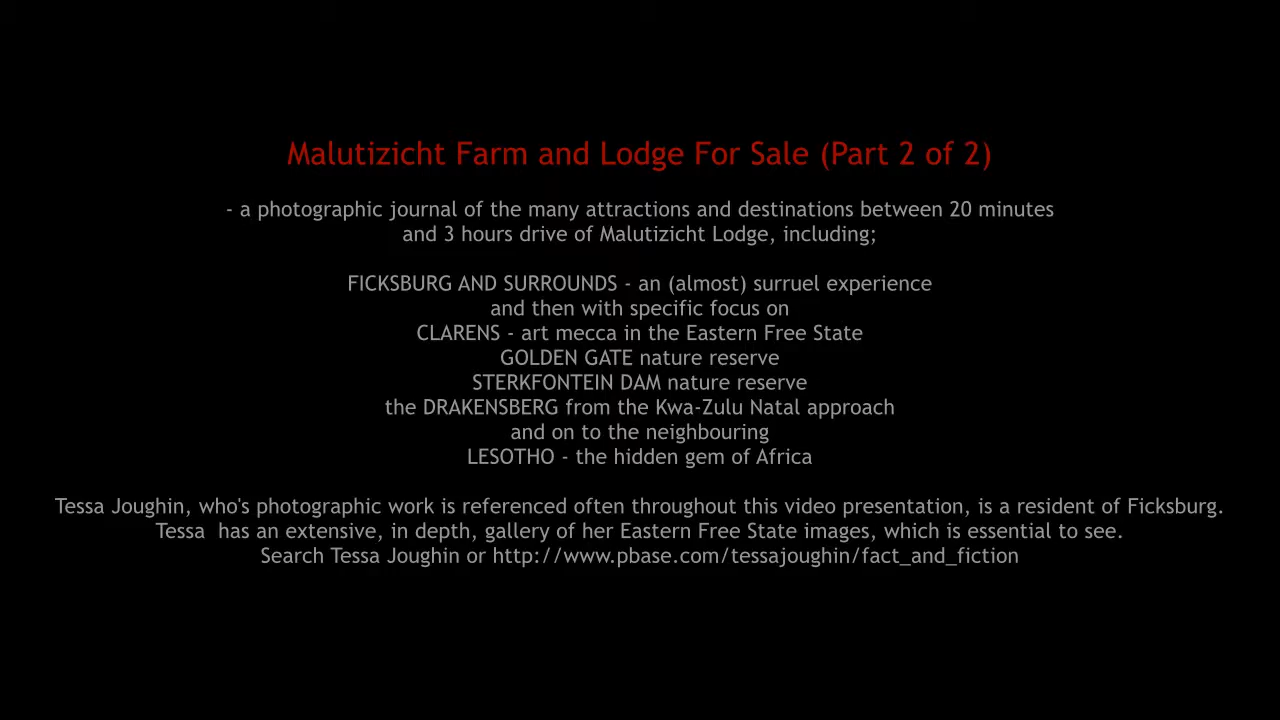 Malutizicht Farm and Lodge For Sale (Part 2 of 2)
- a photographic journal of the many attractions and destinations between 20 minutes
and 3 hours drive of Malutizicht Lodge, including;
FICKSBURG AND SURROUNDS - an (almost) surruel experience
and then with specific focus on
CLARENS - art mecca in the Eastern Free State
GOLDEN GATE nature reserve
STERKFONTEIN DAM nature reserve
the DRAKENSBERG from the Kwa-Zulu Natal approach
and on to the neighbouring
LESOTHO - the hidden gem of Africa
Tessa Joughin, who's photographic work is referenced often throughout this video presentation, is a resident of Ficksburg.
Tessa  has an extensive, in depth, gallery of her Eastern Free State images, which is essential to see.
Search Tessa Joughin or http://www.pbase.com/tessajoughin/fact_and_fiction